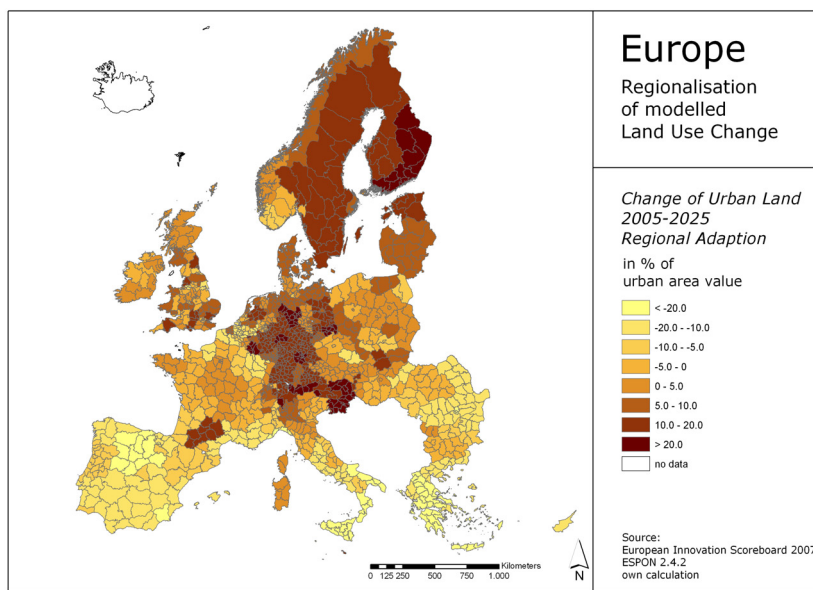 Europe
Regionalisation
of modelled
Land Use Change
Change of Urban Land
2005-2025
Regional Adaption
in % of
urban area value
< -20.0
-20.0 - -10.0
-10.0 - -5.0
-5.0 - 0
0 - 5.0
5.0 - 10.0
10.0 - 20.0
> 20.0
no data
Source:
European Innovation Scoreboard 2007
ESPON 2.4.2
own calculation
Kilometers
0 125 250 500 750 1.000
N